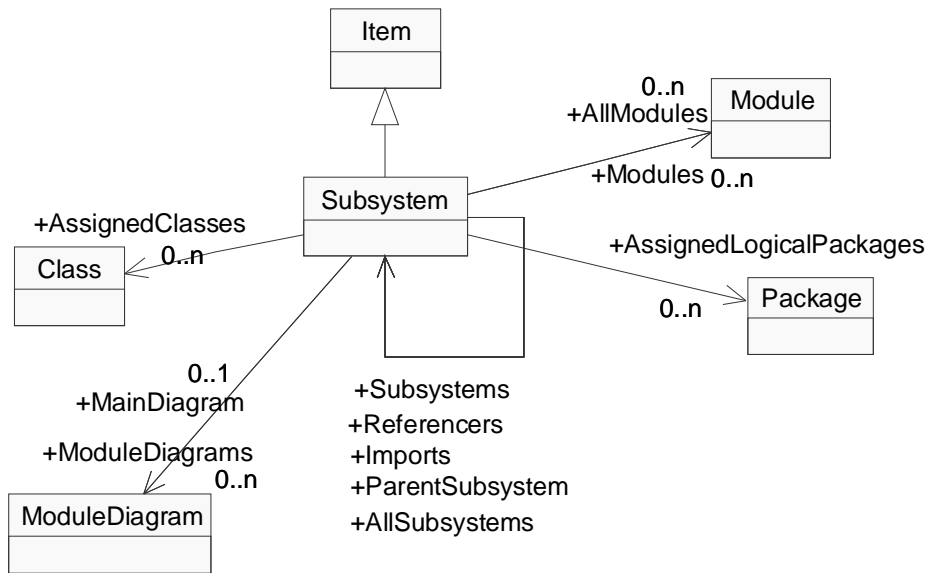 Item
0..n
+AllModules
Module
+Modules 0..n
Subsystem
+AssignedClasses
0..n
Class
+AssignedLogicalPackages
0..n
Package
0..1
+MainDiagram
+ModuleDiagrams
0..n
ModuleDiagram
+Subsystems
+Referencers
+Imports
+ParentSubsystem
+AllSubsystems